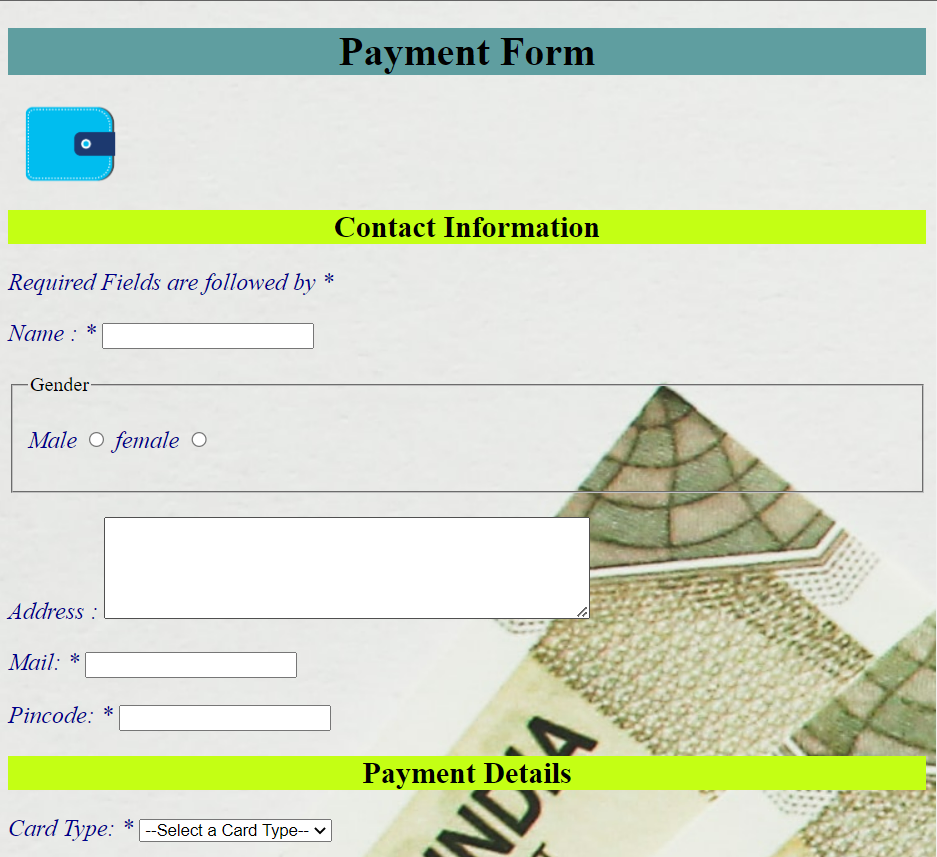 Payment Form
Contact Information
Required Fields are followed by *
Name : *
Gender
Male female
Address :
Mail: *
Pincode: *
INDIA
Payment Details
Card Type: * --Select a Card Type--